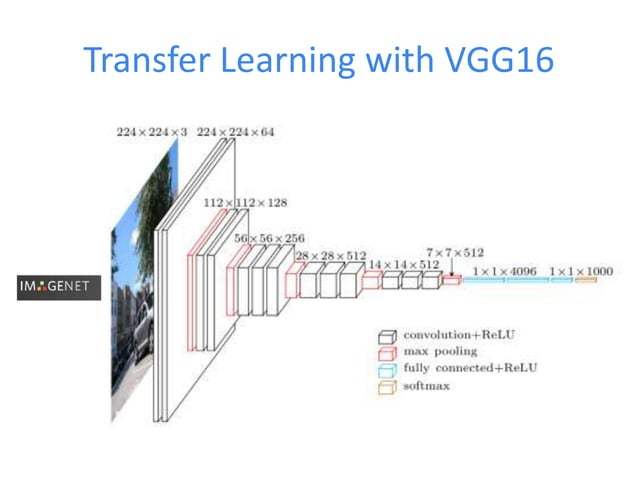 Transfer Learning with VGG16
224×224×3 224×224×64
112×112×128
56×56×256
28×28×512
14×14×512
7×7×512
1×1×4096 1×1×1000
IMAGENET
convolution+ReLU
max pooling
fully connected+ReLU
softmax